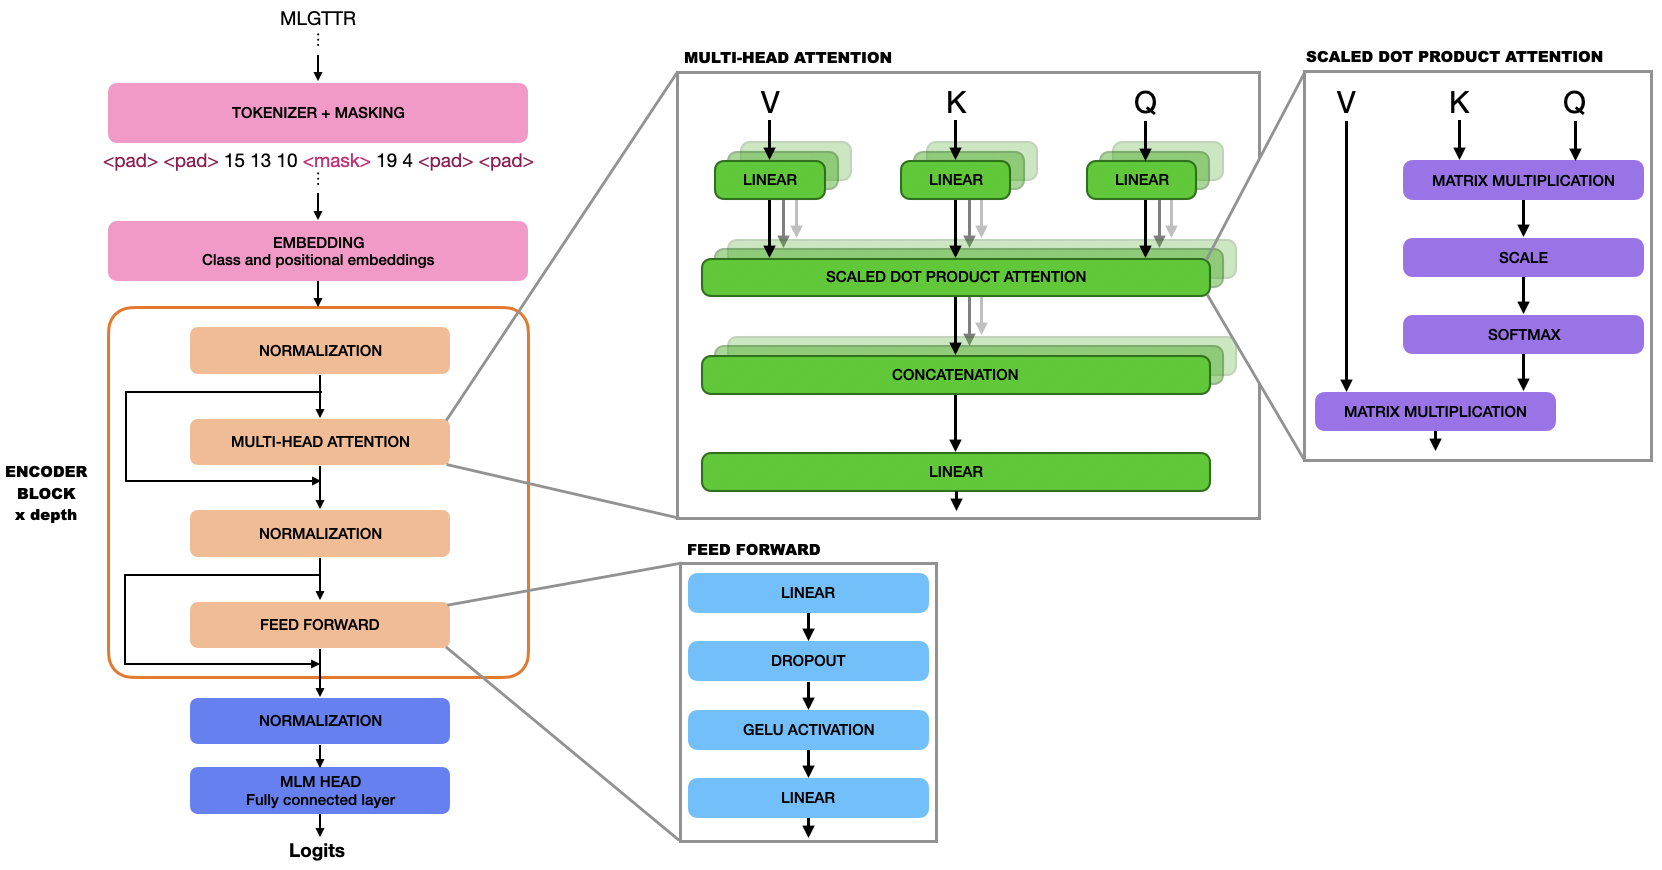 MLGTTR
TOKENIZER + MASKING
<pad> <pad> 15 13 10 <mask> 19 4 <pad> <pad>
EMBEDDING
Class and positional embeddings
ENCODER
BLOCK
x depth
NORMALIZATION
MULTI-HEAD ATTENTION
NORMALIZATION
FEED FORWARD
NORMALIZATION
MLM HEAD
Fully connected layer
Logits
MULTI-HEAD ATTENTION
V K Q
LINEAR LINEAR LINEAR
SCALED DOT PRODUCT ATTENTION
CONCATENATION
LINEAR
FEED FORWARD
LINEAR
DROPOUT
GELU ACTIVATION
LINEAR
SCALED DOT PRODUCT ATTENTION
V K Q
MATRIX MULTIPLICATION
SCALE
SOFTMAX
MATRIX MULTIPLICATION